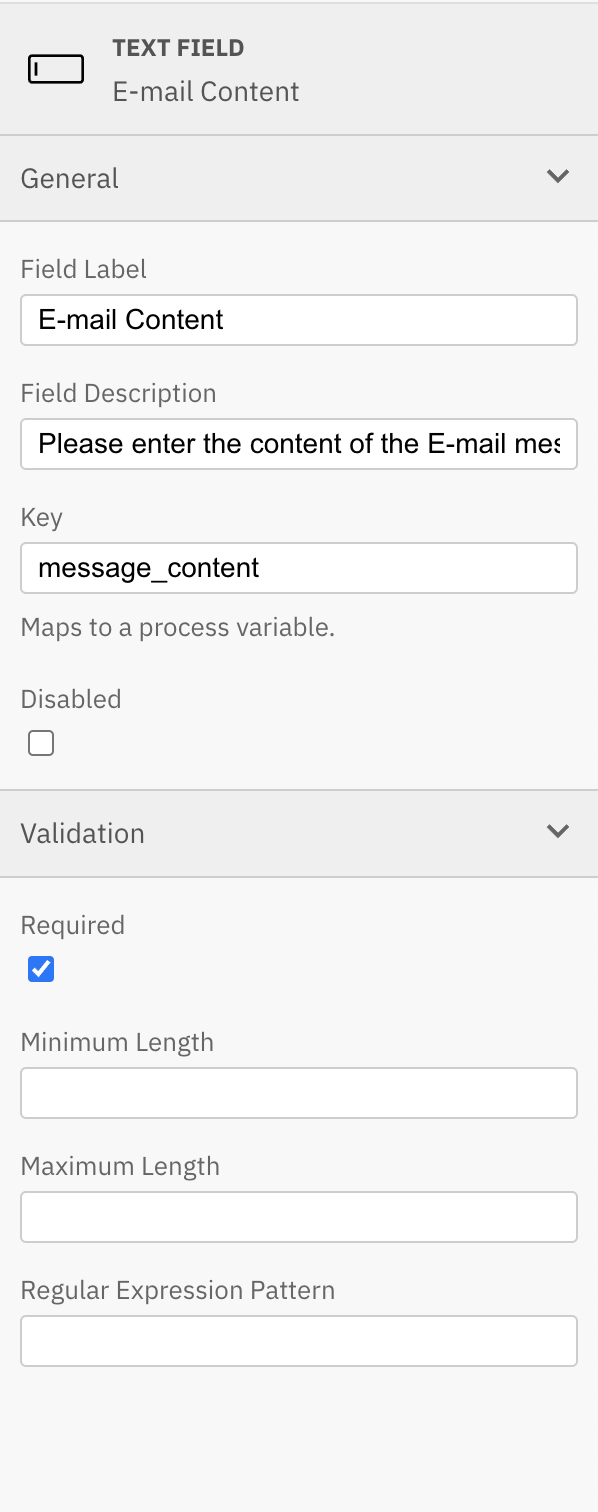 TEXT FIELD
E-mail Content
General
Field Label
E-mail Content
Field Description
Please enter the content of the E-mail mes
Key
message_content
Maps to a process variable.
Disabled
Validation
Required
Minimum Length
Maximum Length
Regular Expression Pattern